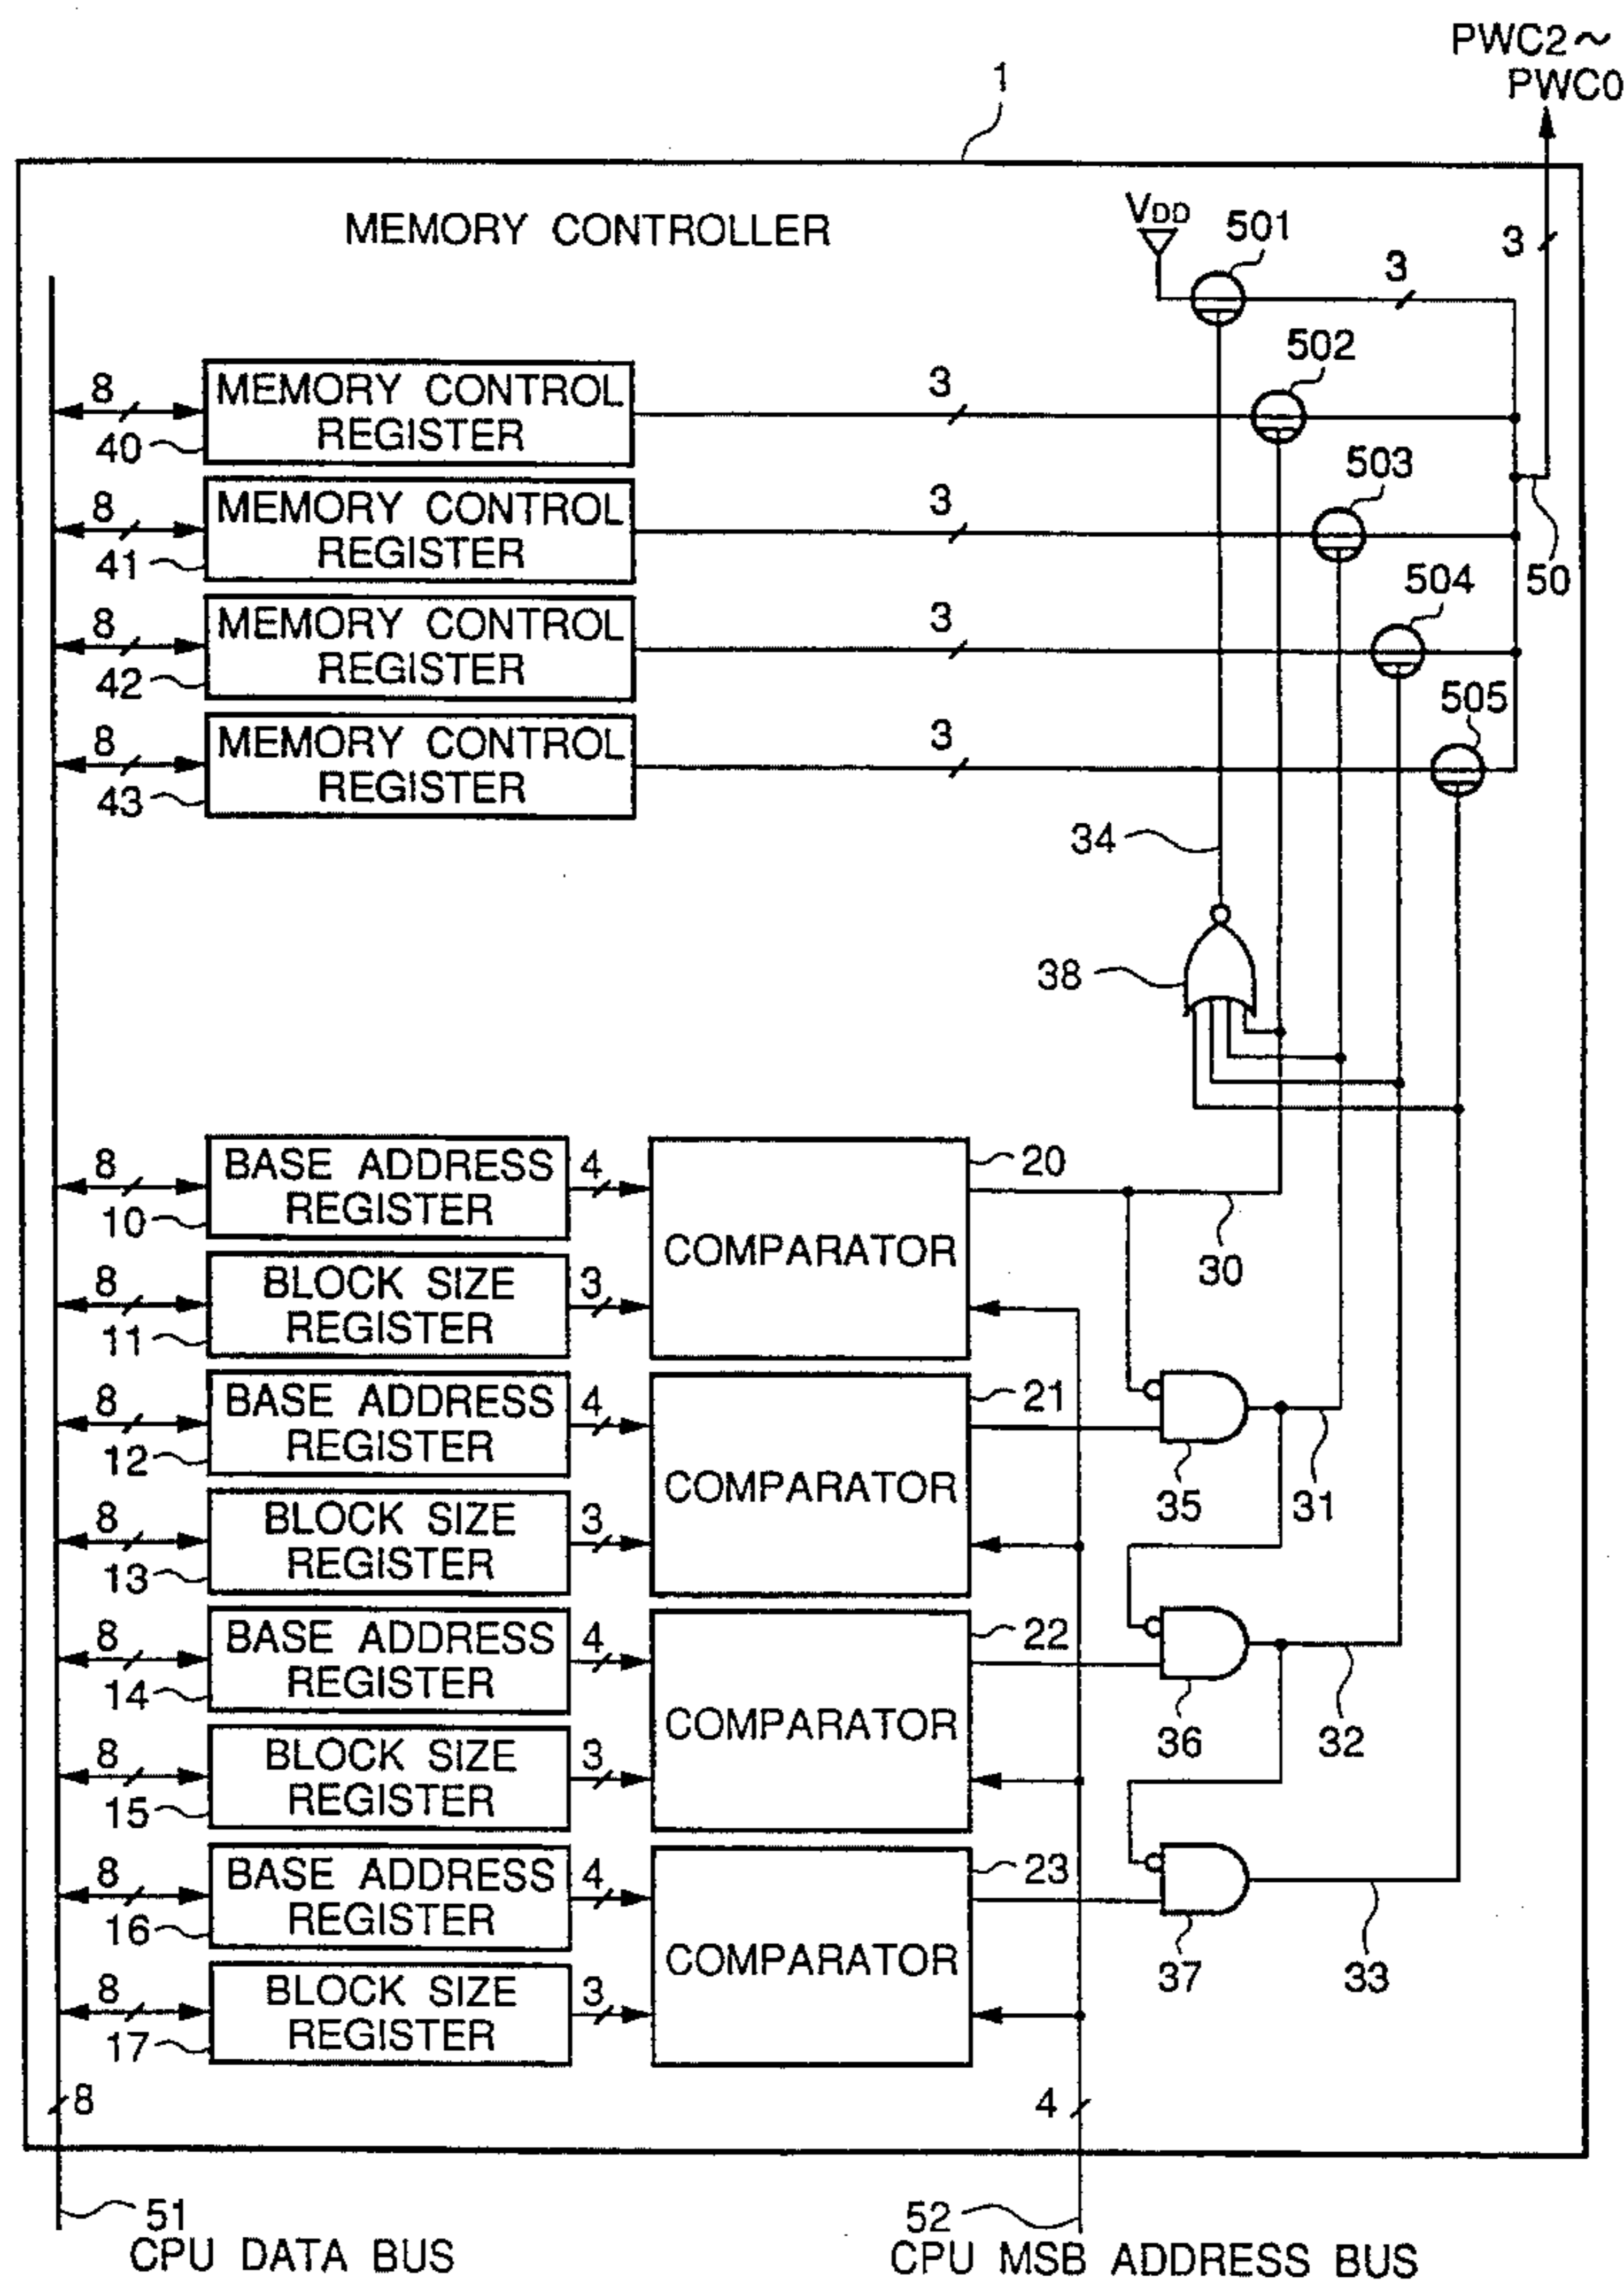 PWC2~
PWC0
1
MEMORY CONTROLLER
VDD
501
3
3
502
8
MEMORY CONTROL
REGISTER
3
40
503
8
MEMORY CONTROL
REGISTER
3
41
50
504
8
MEMORY CONTROL
REGISTER
3
42
505
8
MEMORY CONTROL
REGISTER
3
43
34
38
8
BASE ADDRESS
REGISTER
4
20
10
COMPARATOR
30
8
BLOCK SIZE
REGISTER
3
11
8
BASE ADDRESS
REGISTER
4
21
12
COMPARATOR
35
31
8
BLOCK SIZE
REGISTER
3
13
8
BASE ADDRESS
REGISTER
4
22
14
COMPARATOR
36
32
8
BLOCK SIZE
REGISTER
3
15
8
BASE ADDRESS
REGISTER
4
23
16
COMPARATOR
37
33
8
BLOCK SIZE
REGISTER
3
17
8
4
51
CPU DATA BUS
52
CPU MSB ADDRESS BUS